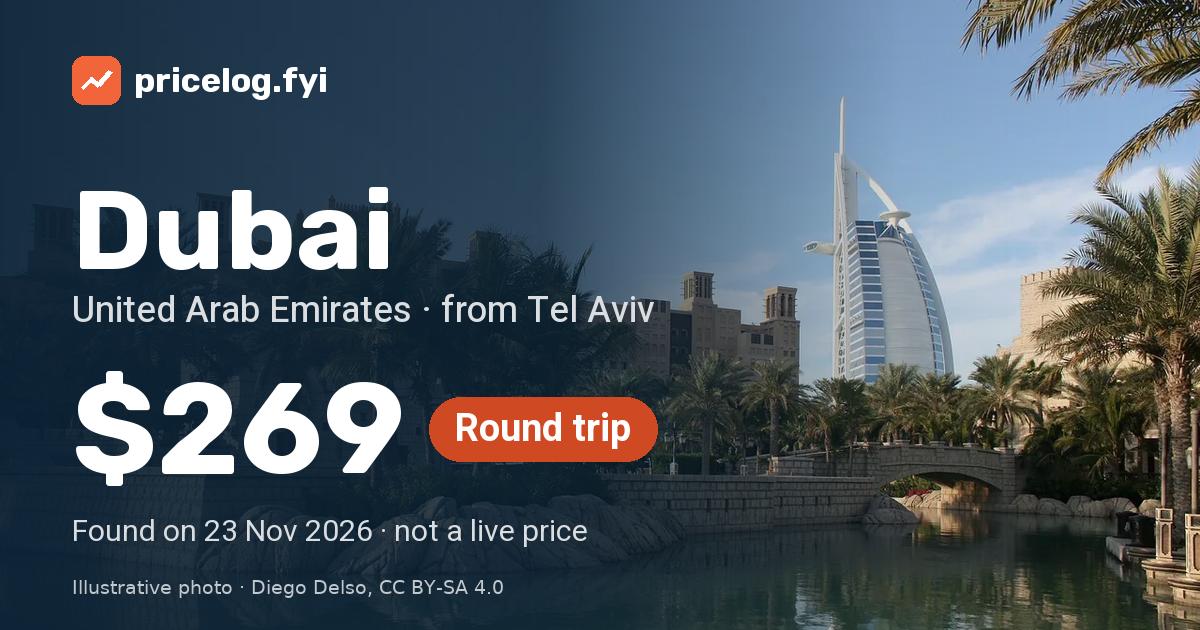 pricelog.fyi
Dubai
United Arab Emirates · from Tel Aviv
$269
Round trip
Found on 23 Nov 2026 · not a live price
Illustrative photo · Diego Delso, CC BY-SA 4.0